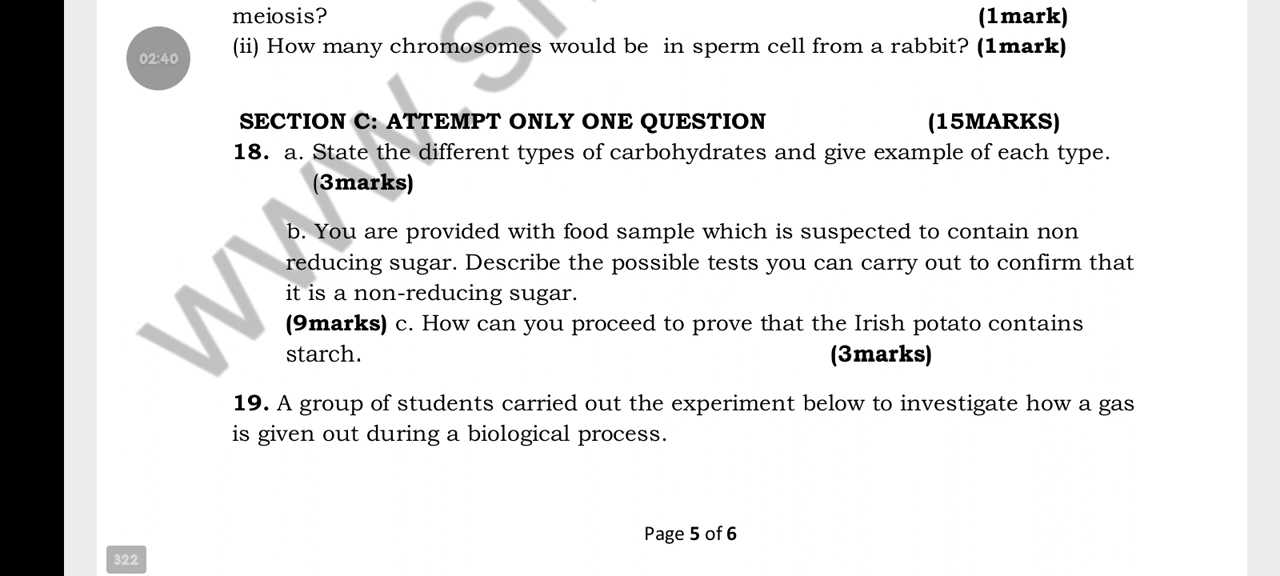 meiosis? (1mark)
02:40
(ii) How many chromosomes would be in sperm cell from a rabbit? (1mark)
www.s
SECTION C: ATTEMPT ONLY ONE QUESTION (15MARKS)
18. a. State the different types of carbohydrates and give example of each type.
(3marks)
b. You are provided with food sample which is suspected to contain non
reducing sugar. Describe the possible tests you can carry out to confirm that
it is a non-reducing sugar.
(9marks) c. How can you proceed to prove that the Irish potato contains
starch. (3marks)
19. A group of students carried out the experiment below to investigate how a gas
is given out during a biological process.
Page 5 of 6
322